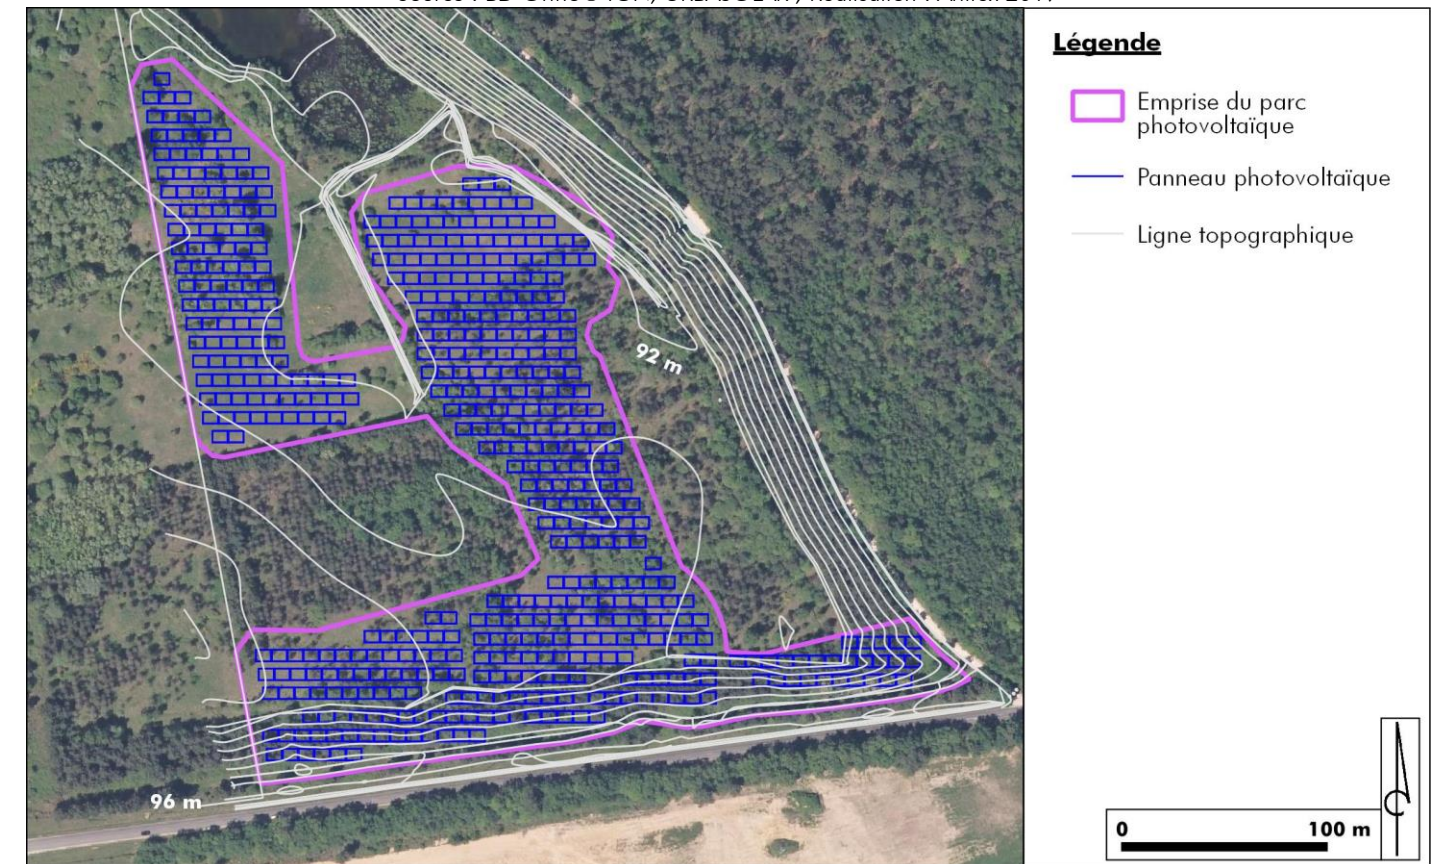 Légende
Emprise du parc
photovoltaïque
Panneau photovoltaïque
Ligne topographique
92 m
96 m
0 100 m